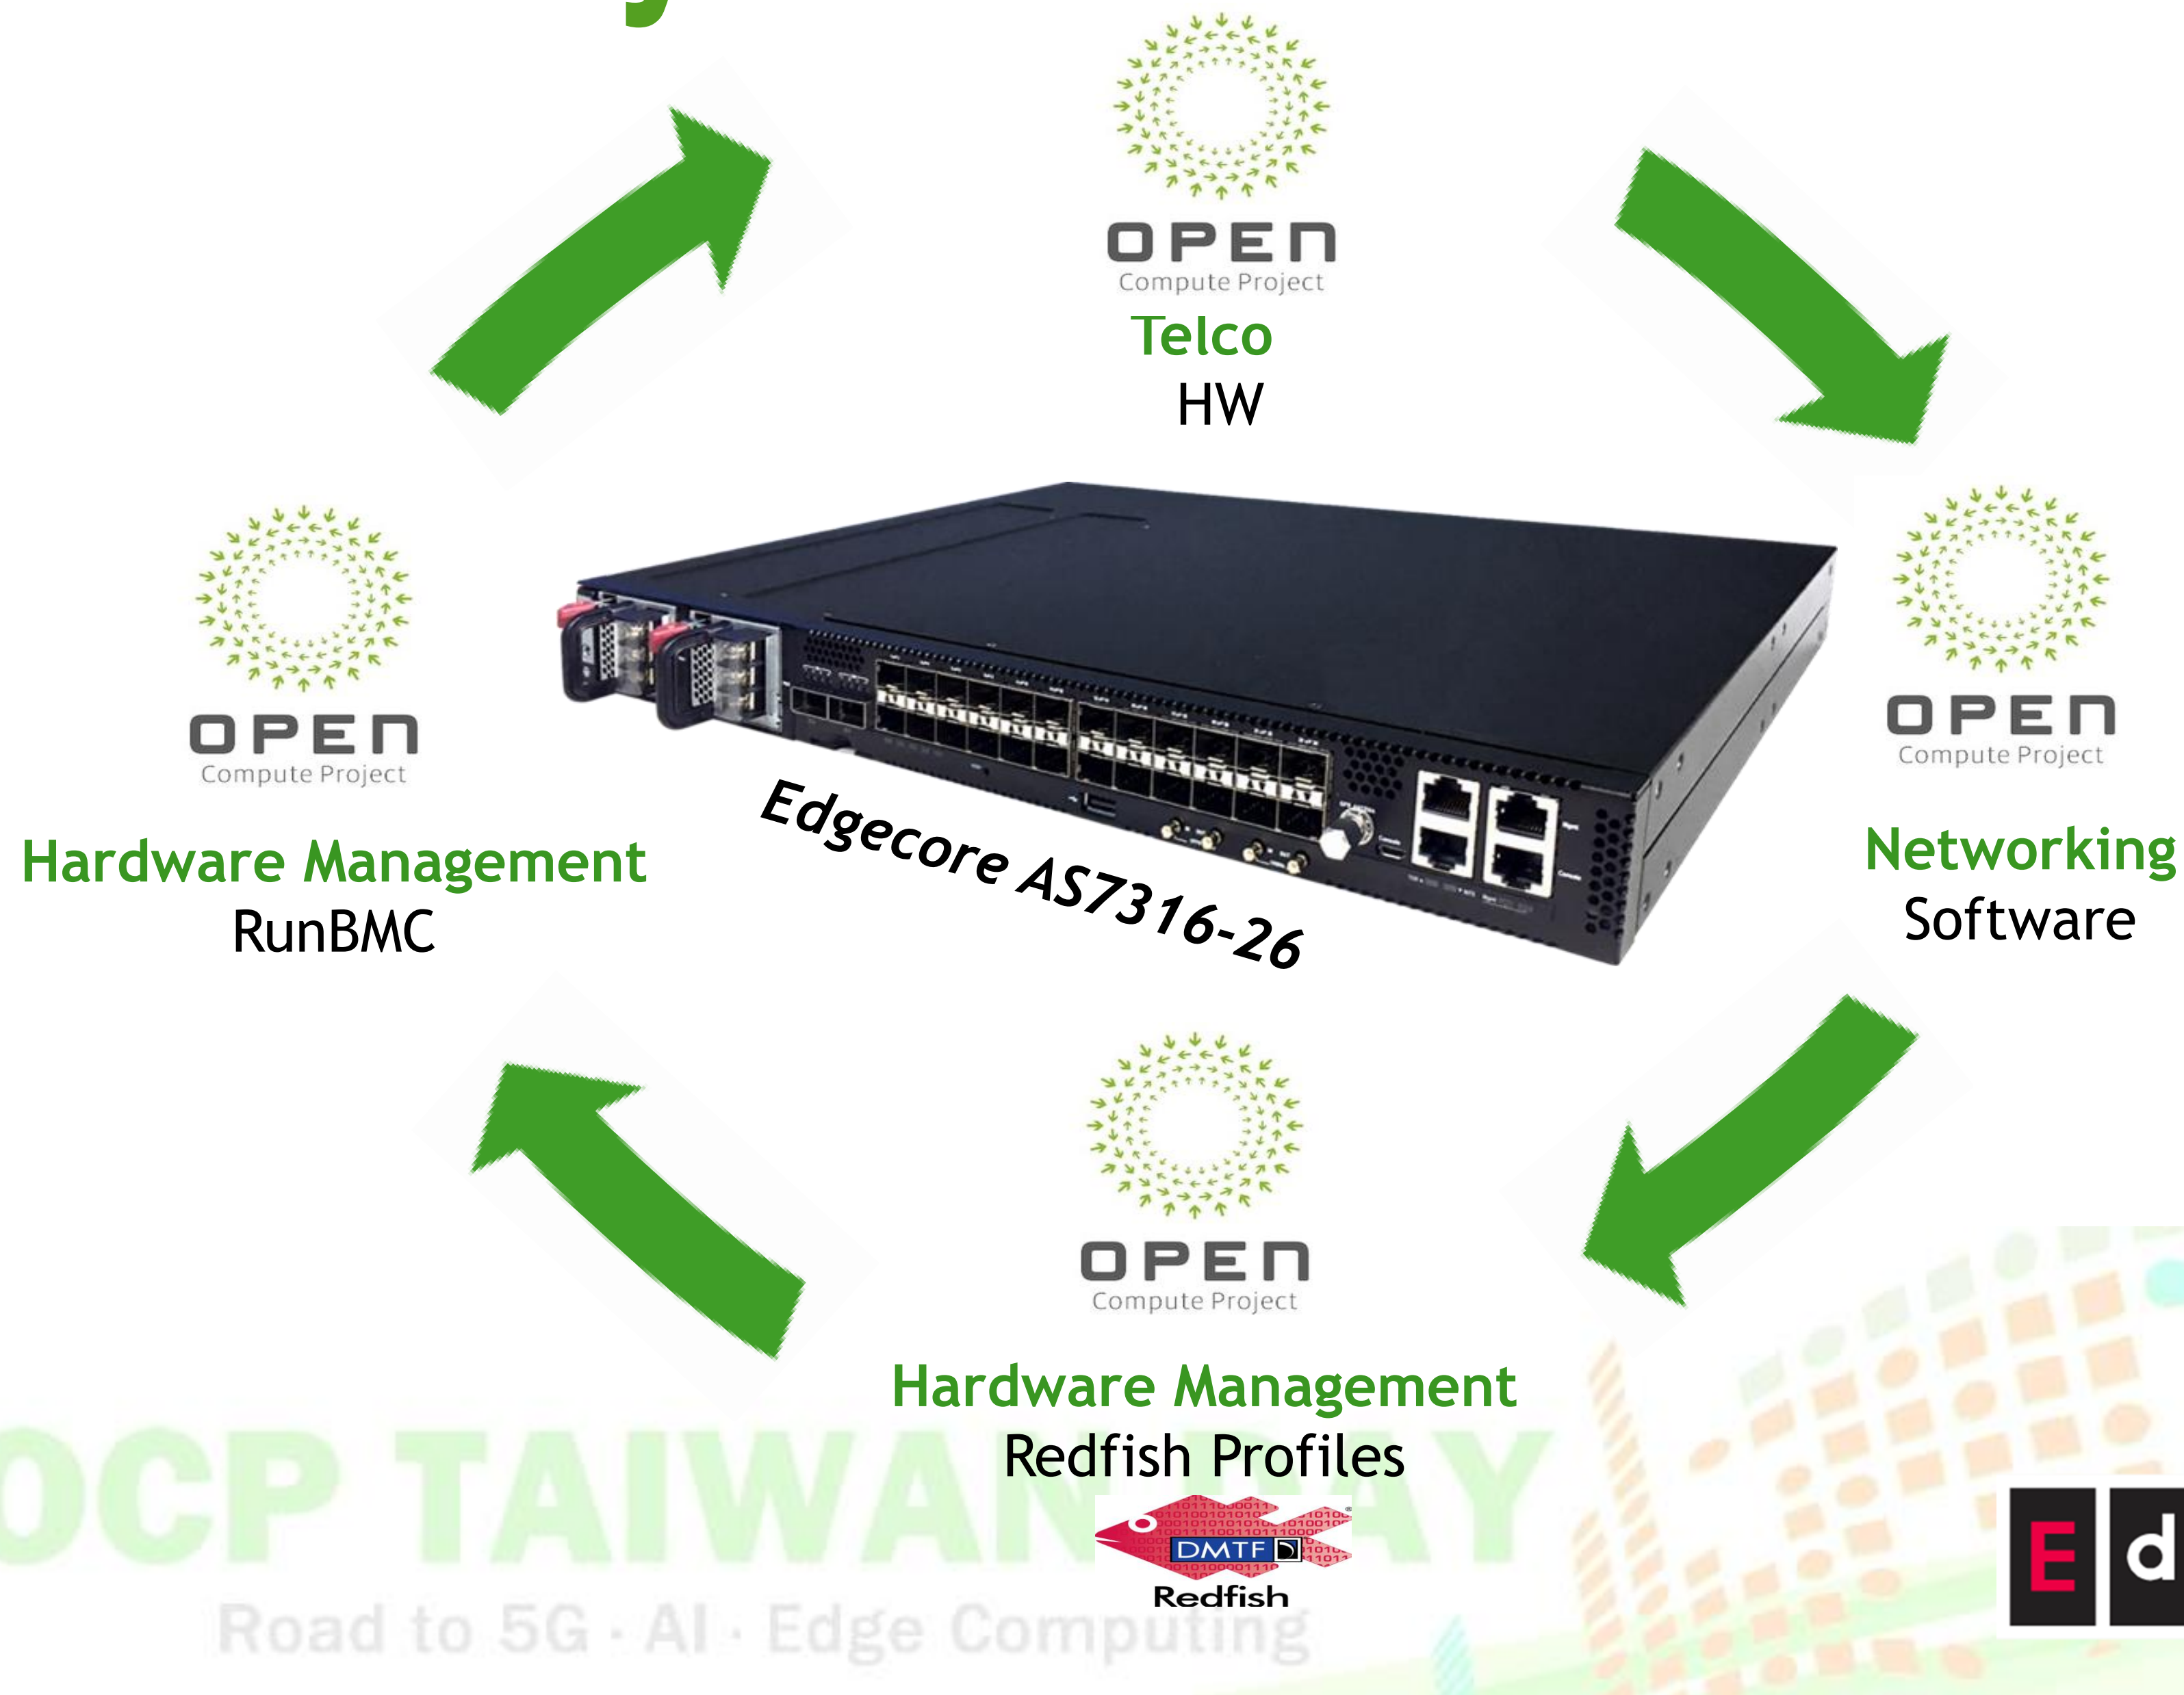 OPEN
Compute Project
Telco
HW
OPEN
Compute Project
Hardware Management
RunBMC
Edgecore AS7316-26
OPEN
Compute Project
Networking
Software
OPEN
Compute Project
Hardware Management
Redfish Profiles
DMTF
Redfish
OCP TAIWAN DAY
Road to 5G · AI · Edge Computing
Ed